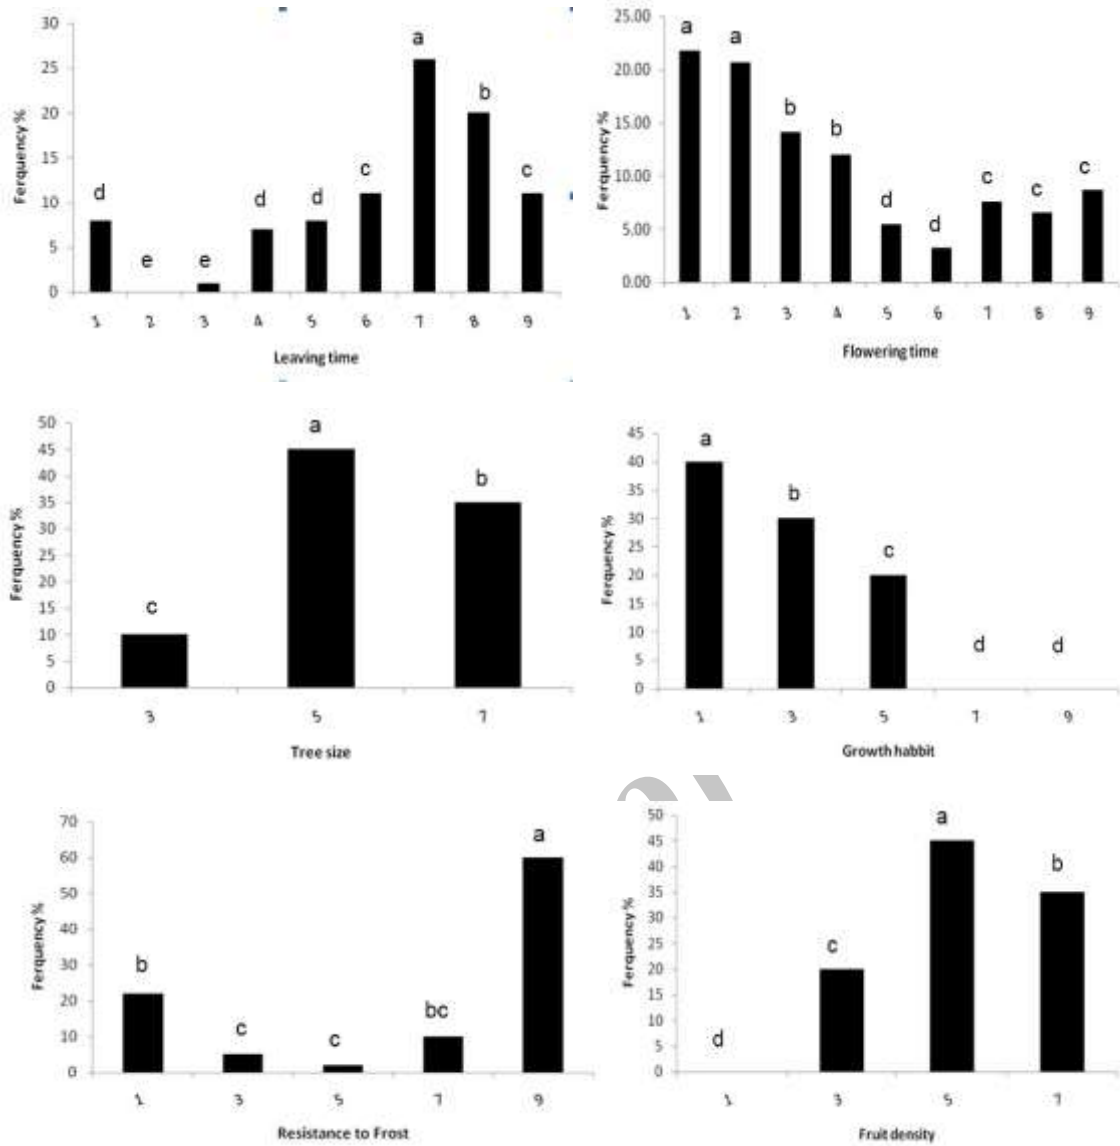 Ferquency %
30
25
20
15
10
5
0
d
e
e
d
d
c
a
b
c
1 2 3 4 5 6 7 8 9
Leaving time
Ferquency %
25.00
20.00
15.00
10.00
5.00
0.00
a
a
b
b
d
d
c
c
c
1 2 3 4 5 6 7 8 9
Flowering time
Ferquency %
50
45
40
35
30
25
20
15
10
5
0
c
a
b
3 5 7
Tree size
Ferquency %
45
40
35
30
25
20
15
10
5
0
a
b
c
d
d
1 3 5 7 9
Growth habbit
Ferquency %
70
60
50
40
30
20
10
0
b
c
c
bc
a
1 3 5 7 9
Resistance to Frost
Ferquency %
50
45
40
35
30
25
20
15
10
5
0
d
c
a
b
1 3 5 7
Fruit density